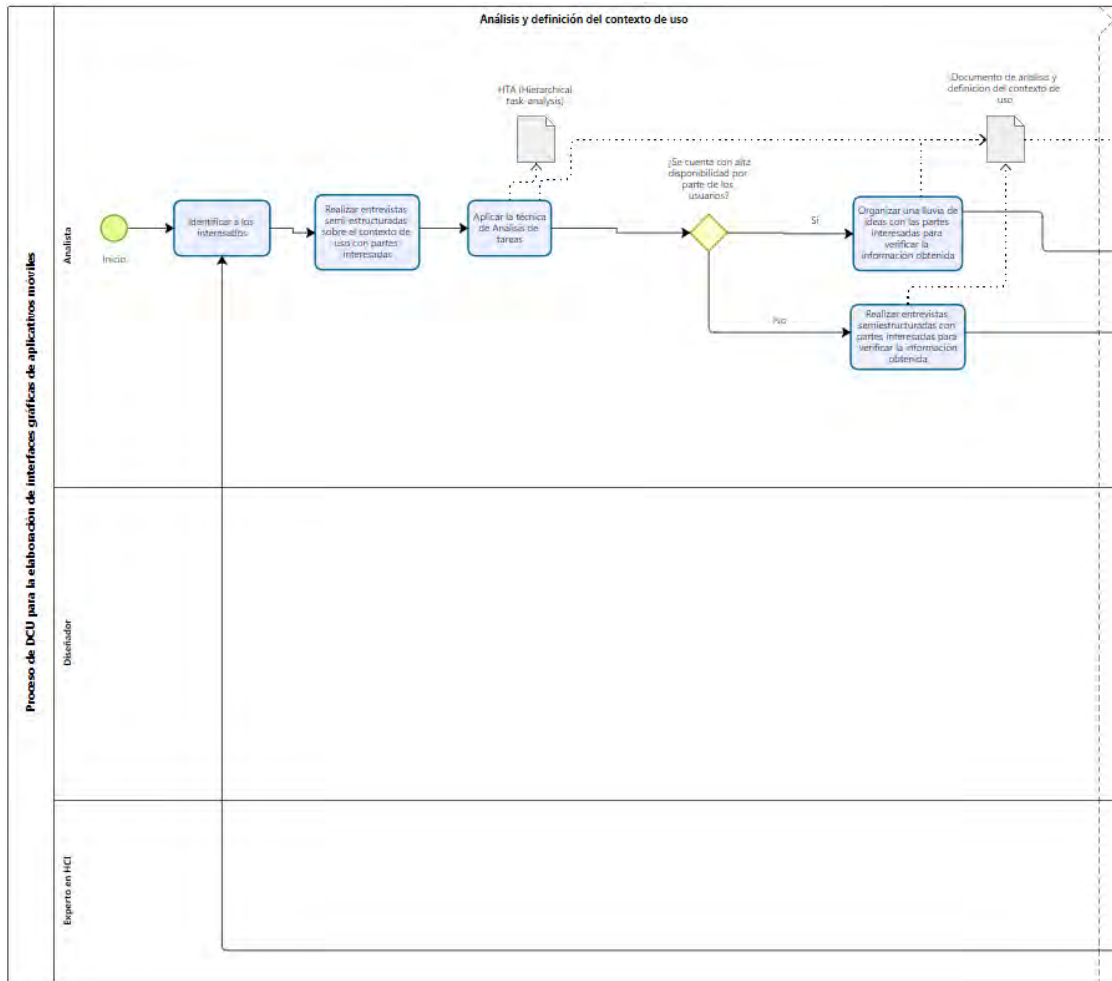 Análisis y definición del contexto de uso
Proceso de DCU para la elaboración de interfaces gráficas de aplicativos móviles
Analista
Inicio
Identificar a los
interesados
Realizar entrevistas
semi-estructuradas
sobre el contexto de
uso con partes
interesadas
HTA (Hierarchical
task analysis)
Aplicar la técnica
de Análisis de
tareas
¿Se cuenta con alta
disponibilidad por
parte de los
usuarios?
Si
No
Organizar una lluvia de
ideas con las partes
interesadas para
verificar la
información obtenida
Realizar entrevistas
semiestructuradas con
partes interesadas para
verificar la información
obtenida
Documento de análisis y
definición del contexto de
uso
Diseñador
Experto en HCI